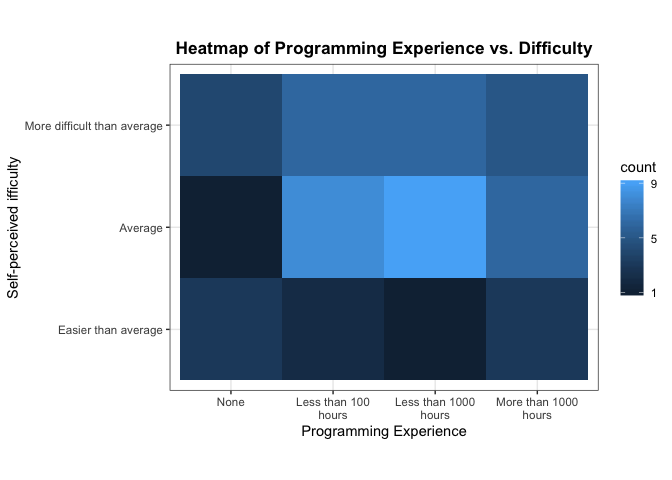 Heatmap of Programming Experience vs. Difficulty
Self-perceived ifficulty
More difficult than average
Average
Easier than average
None
Less than 100
hours
Less than 1000
hours
More than 1000
hours
Programming Experience
count
9
5
1